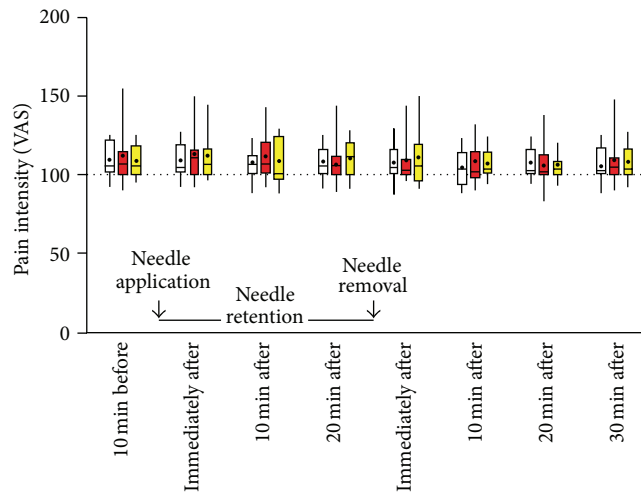 200
150
100
50
0
Pain intensity (VAS)
Needle
application
Needle
retention
Needle
removal
10 min before
Immediately after
10 min after
20 min after
Immediately after
10 min after
20 min after
30 min after